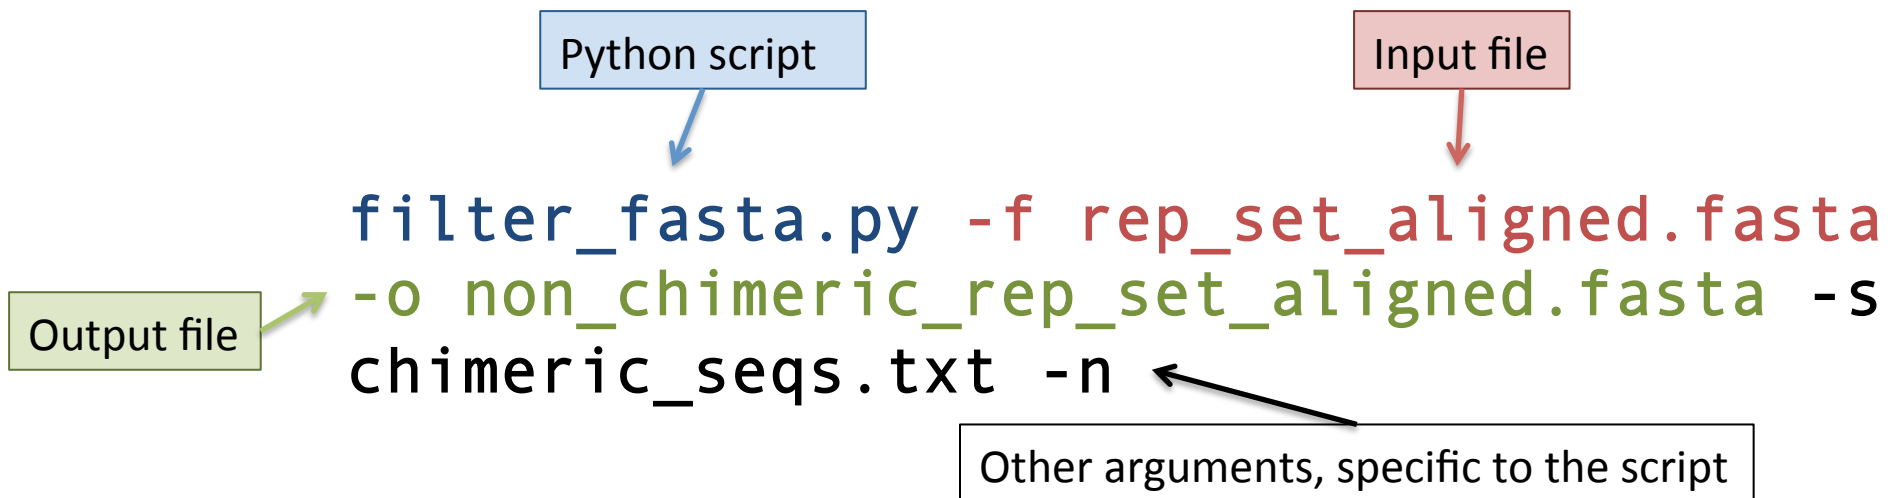 Python script
Input file
filter_fasta.py -f rep_set_aligned.fasta
-o non_chimeric_rep_set_aligned.fasta -s
Output file
chimeric_seqs.txt -n
Other arguments, specific to the script